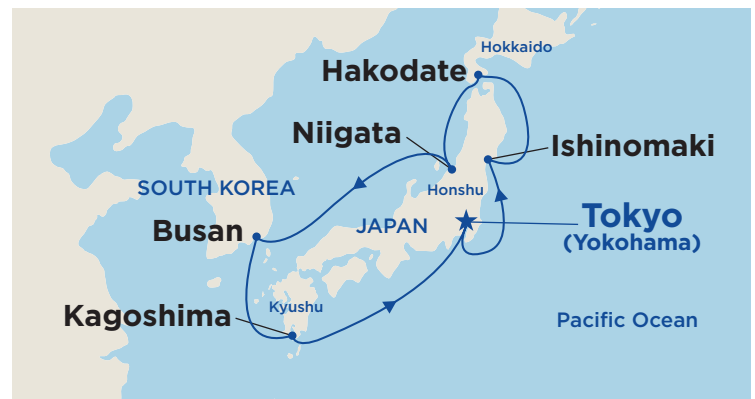 Hokkaido
Hakodate
Niigata
Ishinomaki
SOUTH KOREA
Honshu
Tokyo
(Yokohama)
JAPAN
Busan
Kyushu
Kagoshima
Pacific Ocean